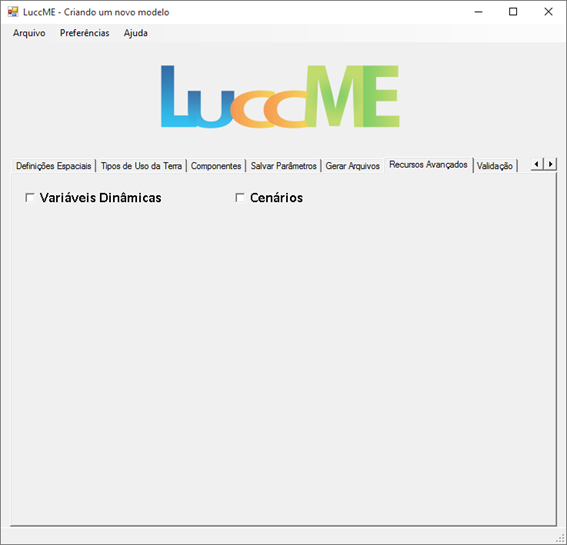 LuccME - Criando um novo modelo
Arquivo Preferências Ajuda
LuccME
Definições Espaciais Tipos de Uso da Terra Componentes Salvar Parâmetros Gerar Arquivos Recursos Avançados Validação
Variáveis Dinâmicas Cenários